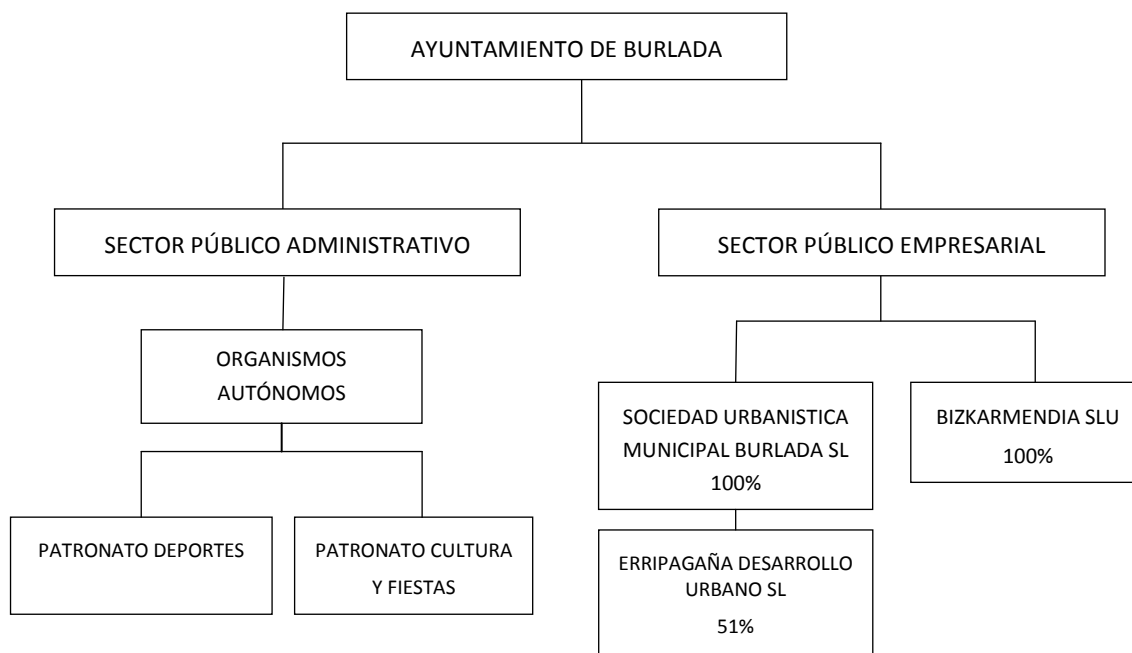 AYUNTAMIENTO DE BURLADA
SECTOR PÚBLICO ADMINISTRATIVO
SECTOR PÚBLICO EMPRESARIAL
ORGANISMOS
AUTÓNOMOS
SOCIEDAD URBANISTICA
MUNICIPAL BURLADA SL
100%
BIZKARMENDIA SLU
100%
PATRONATO DEPORTES
PATRONATO CULTURA
Y FIESTAS
ERRIPAGAÑA DESARROLLO
URBANO SL
51%